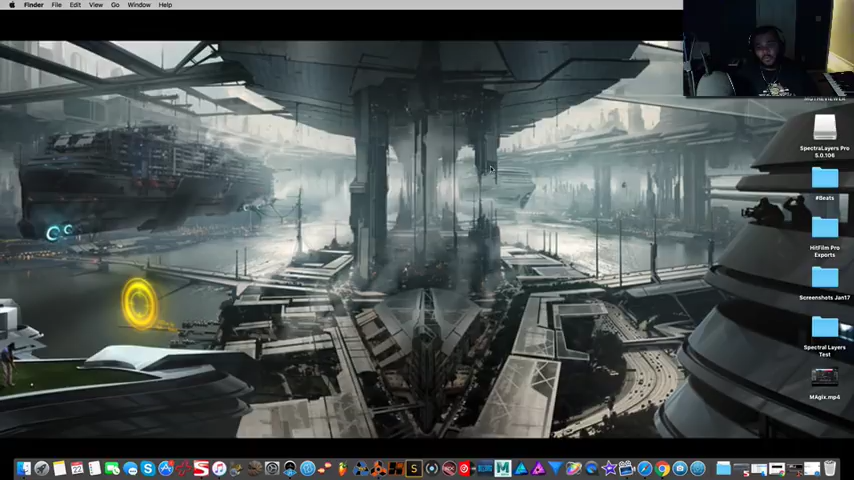 Finder File Edit View Go Window Help
SpectraLayers Pro
5.0.106
#Beats
HitFilm Pro
Exports
Screenshots Jan17
Spectral Layers
Test
MAgix.mp4